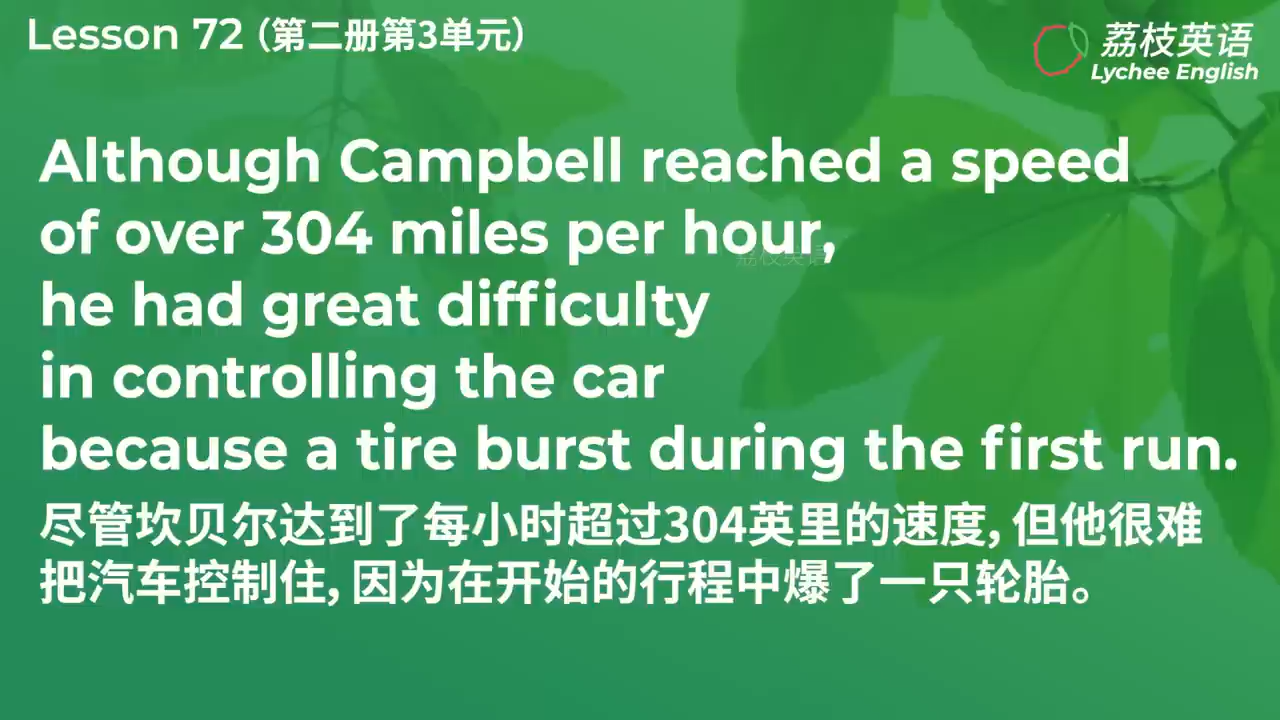 Lesson 72（第二册第3单元）
荔枝英语
Lychee English
Although Campbell reached a speed
of over 304 miles per hour,
荔枝英语
he had great difficulty
in controlling the car
because a tire burst during the first run.
尽管坎贝尔达到了每小时超过304英里的速度, 但他很难
把汽车控制住, 因为在开始的行程中爆了一只轮胎。